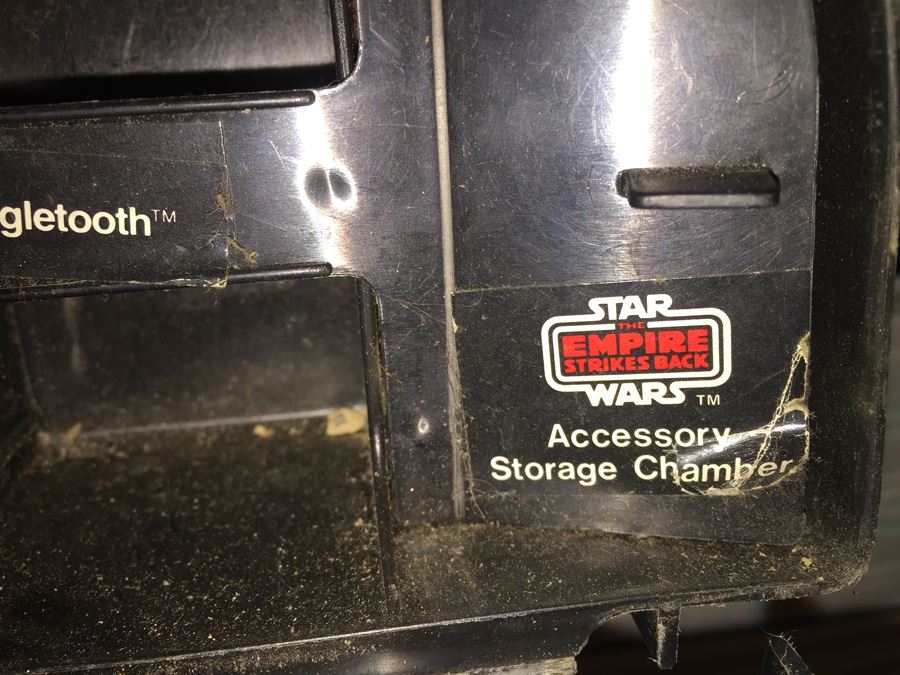 gletooth™
STAR
THE
EMPIRE
STRIKES BACK
WARS TM
Accessory
Storage Chamber